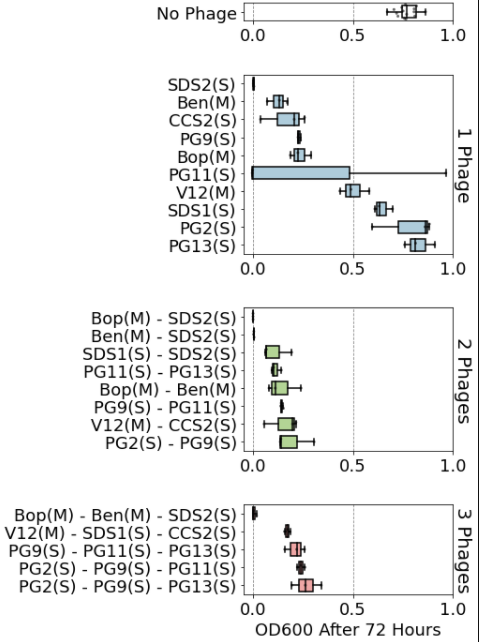 No Phage
0.0 0.5 1.0
SDS2(S)
Ben(M)
CCS2(S)
PG9(S)
Bop(M)
PG11(S)
V12(M)
SDS1(S)
PG2(S)
PG13(S)
1 Phage
0.0 0.5 1.0
Bop(M) - SDS2(S)
Ben(M) - SDS2(S)
SDS1(S) - SDS2(S)
PG11(S) - PG13(S)
Bop(M) - Ben(M)
PG9(S) - PG11(S)
V12(M) - CCS2(S)
PG2(S) - PG9(S)
2 Phages
0.0 0.5 1.0
Bop(M) - Ben(M) - SDS2(S)
V12(M) - SDS1(S) - CCS2(S)
PG9(S) - PG11(S) - PG13(S)
PG2(S) - PG9(S) - PG11(S)
PG2(S) - PG9(S) - PG13(S)
3 Phages
0.0 0.5 1.0
OD600 After 72 Hours